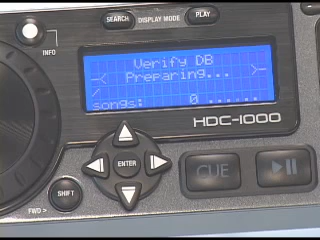 SEARCH DISPLAY MODE PLAY
INFO
Verify DB
Preparing...
songs: 0
HDC-1000
ENTER
SHIFT
CUE
FWD >